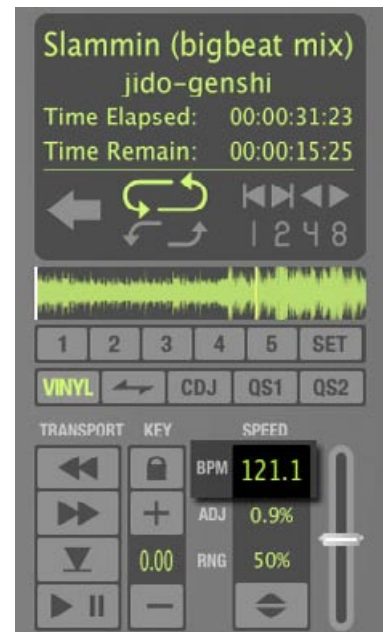 Slammin (bigbeat mix)
jido-genshi
Time Elapsed: 00:00:31:23
Time Remain: 00:00:15:25
1 2 4 8
1 2 3 4 5 SET
VINYL CDJ QS1 QS2
TRANSPORT KEY SPEED
BPM 121.1
ADJ 0.9%
0.00 RNG 50%